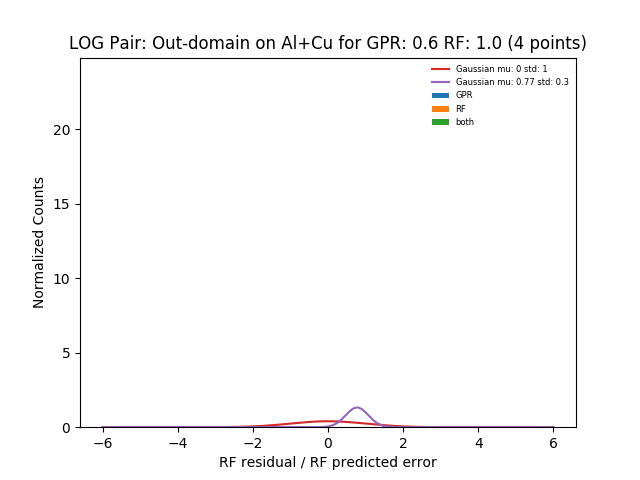 LOG Pair: Out-domain on Al+Cu for GPR: 0.6 RF: 1.0 (4 points)
Gaussian mu: 0 std: 1
Gaussian mu: 0.77 std: 0.3
GPR
RF
both
Normalized Counts
20
15
10
5
0
−6
−4
−2
0
2
4
6
RF residual / RF predicted error